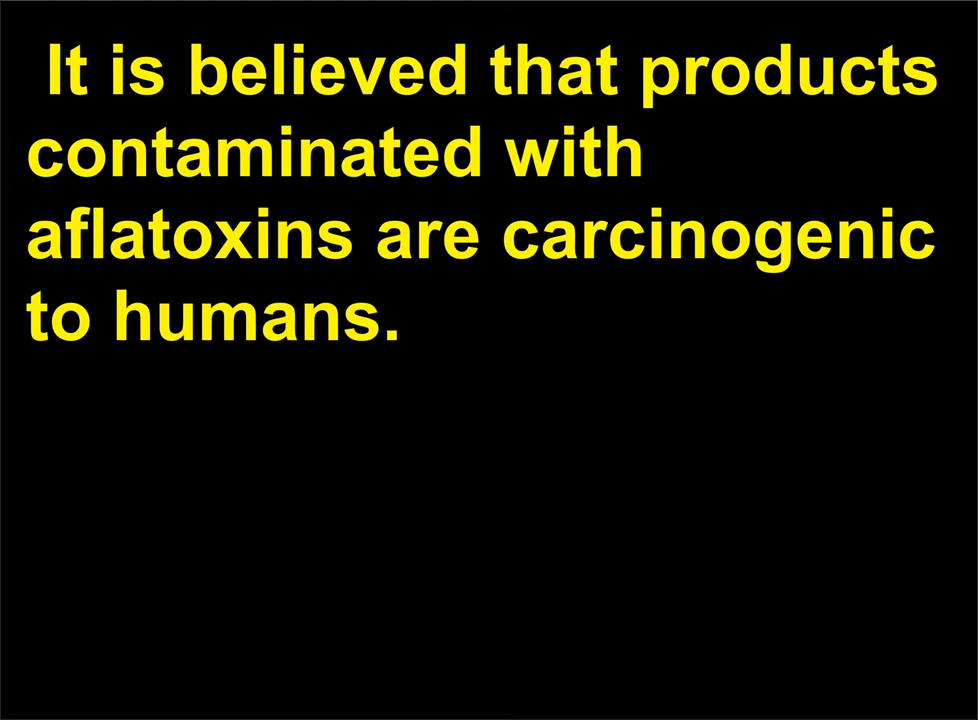 It is believed that products
contaminated with
aflatoxins are carcinogenic
to humans.